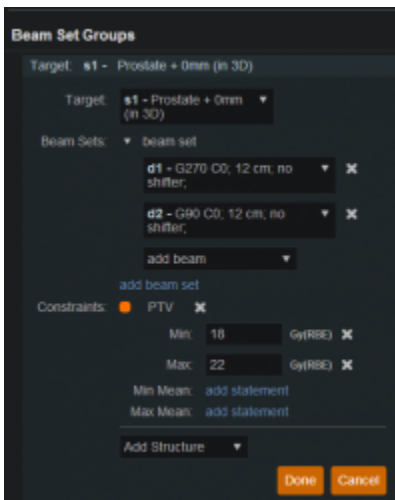 Beam Set Groups
Target: s1 - Prostate + 0mm (in 3D)
Target: s1 - Prostate + 0mm
(in 3D)
Beam Sets: beam set
d1 - G270 C0; 12 cm; no
shifter;
d2 - G90 C0; 12 cm; no
shifter;
add beam
add beam set
Constraints: PTV
Min: 18 Gy(RBE)
Max: 22 Gy(RBE)
Min Mean: add statement
Max Mean: add statement
Add Structure
Done Cancel